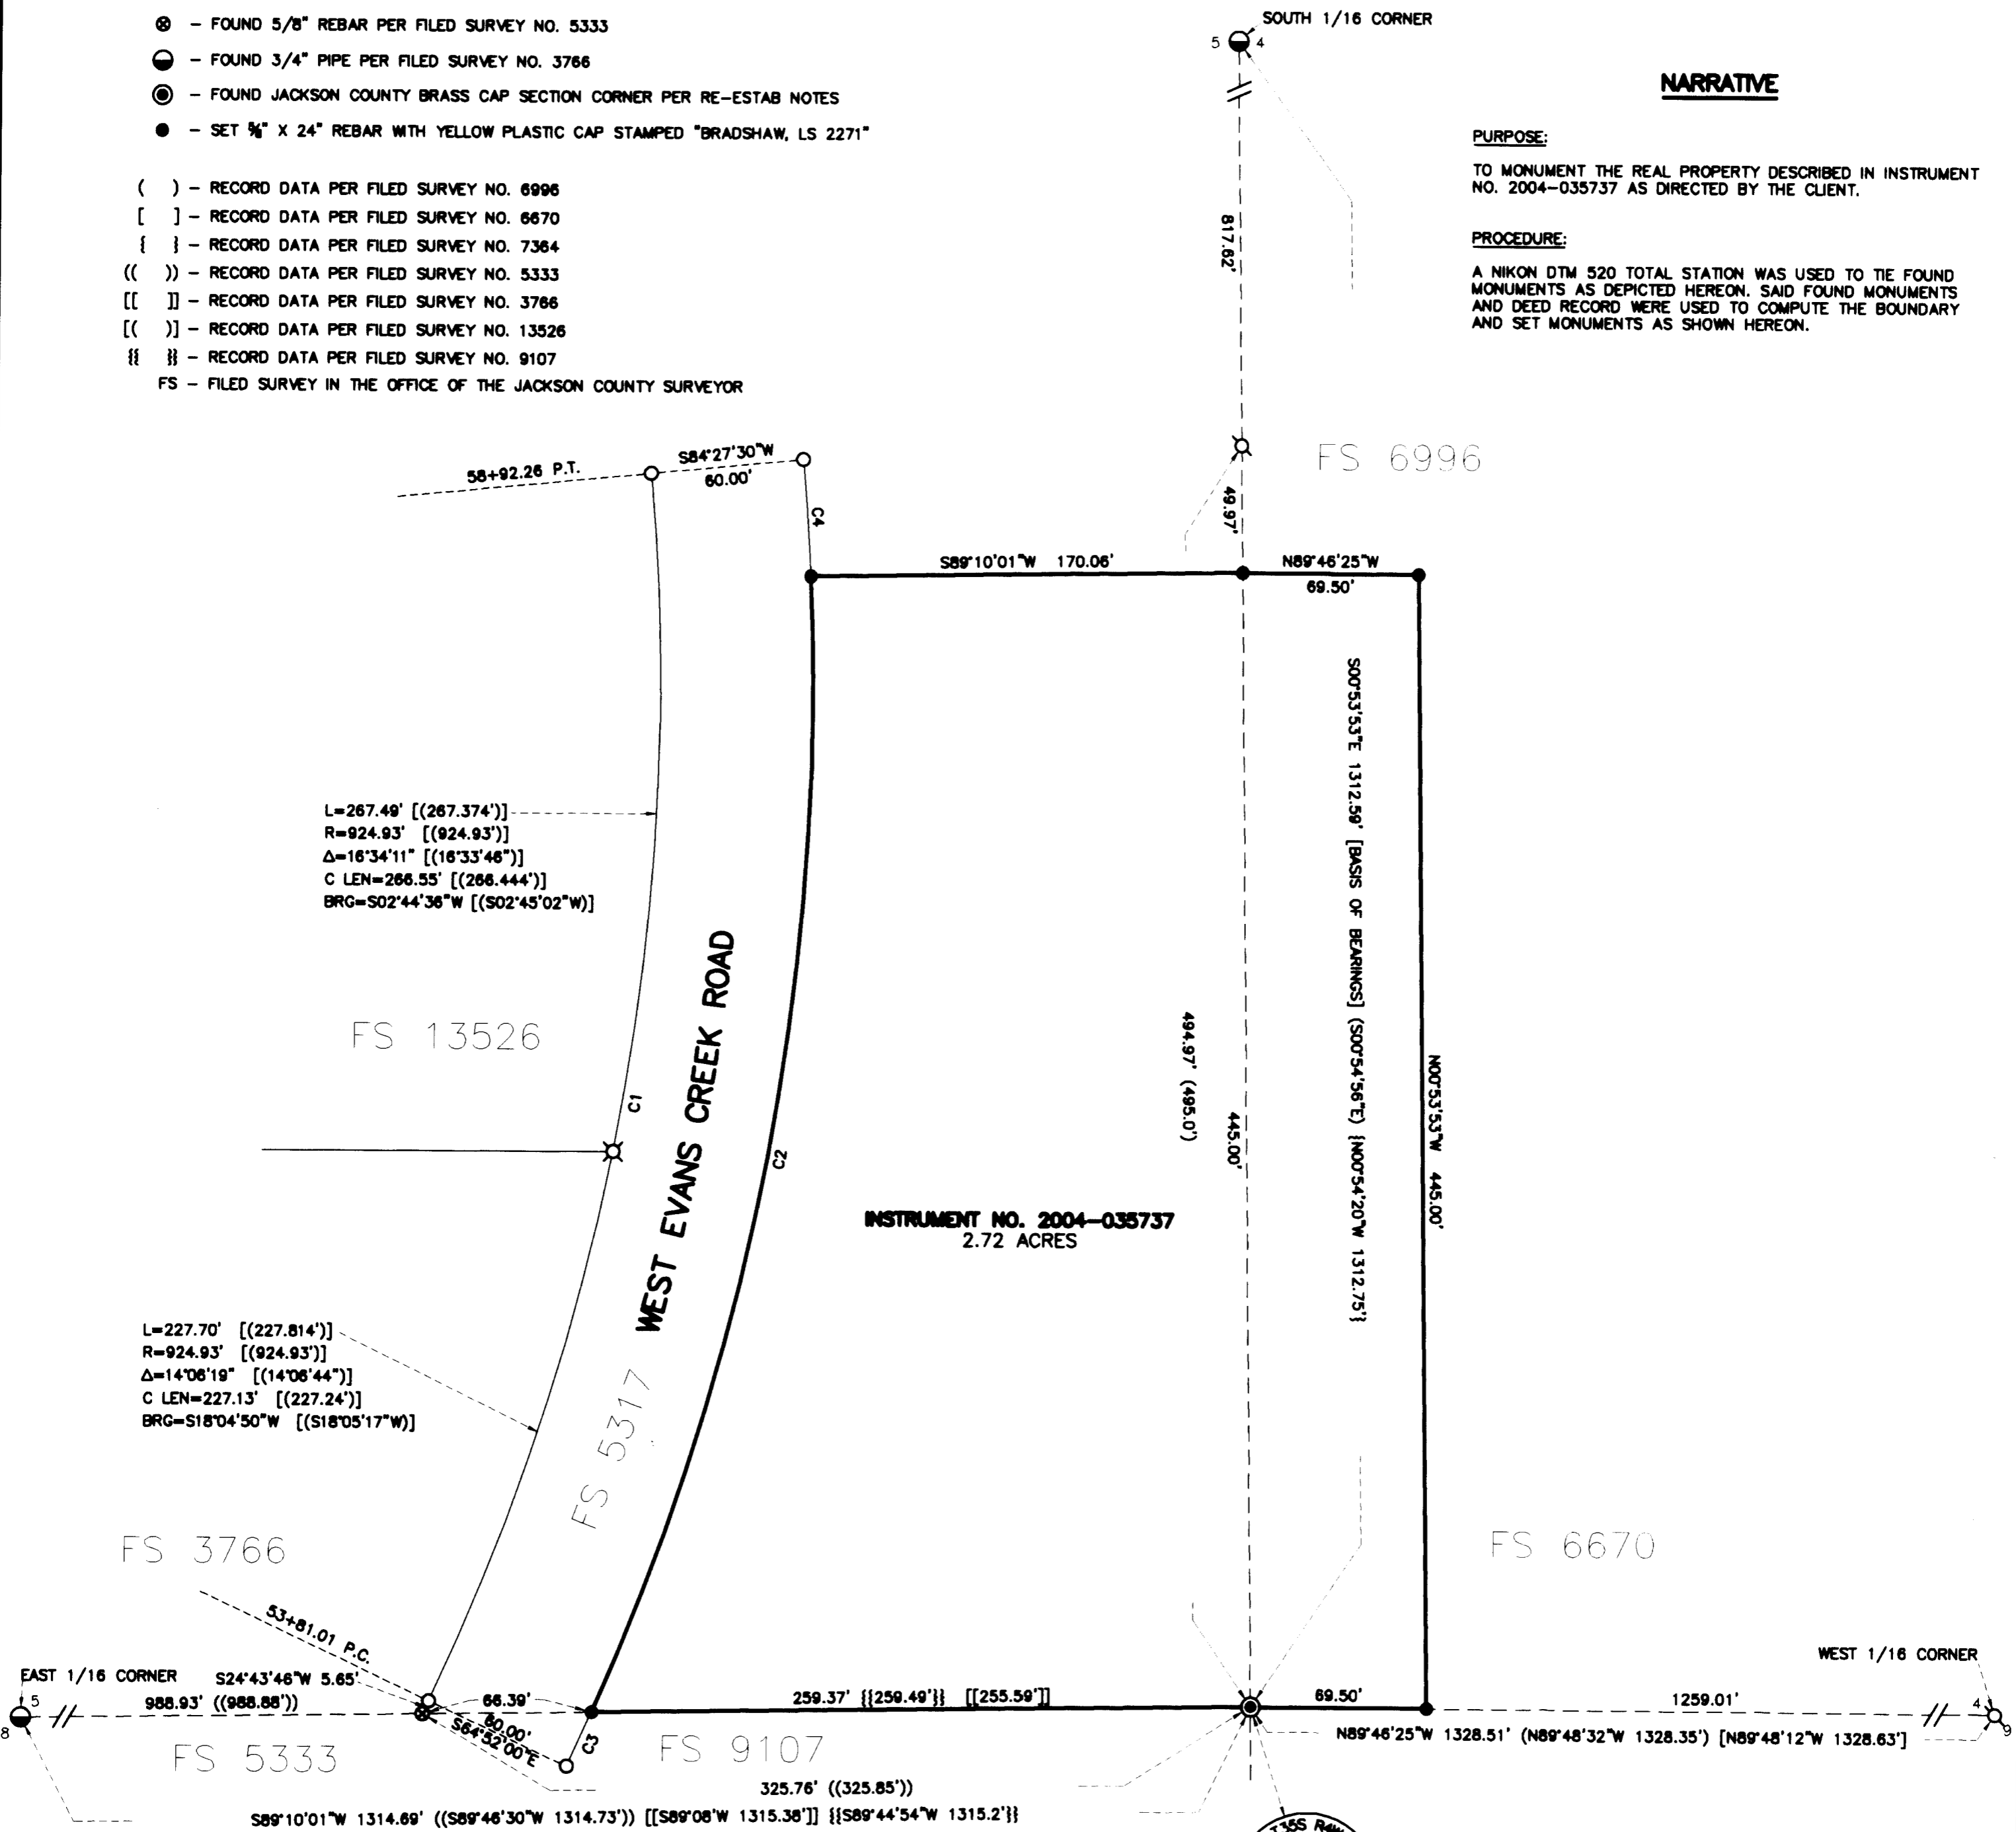 ⊗ – FOUND 5/8" REBAR PER FILED SURVEY NO. 5333
– FOUND 3/4" PIPE PER FILED SURVEY NO. 3766
– FOUND JACKSON COUNTY BRASS CAP SECTION CORNER PER RE-ESTAB NOTES
● – SET ⅝" X 24" REBAR WITH YELLOW PLASTIC CAP STAMPED "BRADSHAW, LS 2271"
( ) – RECORD DATA PER FILED SURVEY NO. 6996
[ ] – RECORD DATA PER FILED SURVEY NO. 6670
{ } – RECORD DATA PER FILED SURVEY NO. 7364
(( )) – RECORD DATA PER FILED SURVEY NO. 5333
[[ ]] – RECORD DATA PER FILED SURVEY NO. 3766
[( )] – RECORD DATA PER FILED SURVEY NO. 13526
{{ }} – RECORD DATA PER FILED SURVEY NO. 9107
FS – FILED SURVEY IN THE OFFICE OF THE JACKSON COUNTY SURVEYOR
SOUTH 1/16 CORNER
5 4
NARRATIVE
PURPOSE:
TO MONUMENT THE REAL PROPERTY DESCRIBED IN INSTRUMENT
NO. 2004-035737 AS DIRECTED BY THE CLIENT.
PROCEDURE:
A NIKON DTM 520 TOTAL STATION WAS USED TO TIE FOUND
MONUMENTS AS DEPICTED HEREON. SAID FOUND MONUMENTS
AND DEED RECORD WERE USED TO COMPUTE THE BOUNDARY
AND SET MONUMENTS AS SHOWN HEREON.
817.62'
FS 6996
58+92.26 P.T.
S84°27'30"W
60.00'
C4
49.97'
S89°10'01"W 170.06'
N89°46'25"W
69.50'
L=267.49' [(267.374')]
R=924.93' [(924.93')]
Δ=16°34'11" [(16°33'46")]
C LEN=266.55' [(266.444')]
BRG=S02°44'36"W [(S02°45'02"W)]
S00°53'53"E 1312.59' [BASIS OF BEARINGS] (S00°54'56"E) {N00°54'20"W 1312.75'}
FS 13526
WEST EVANS CREEK ROAD
C1
C2
494.97' (495.0')
445.00'
N00°53'53"W 445.00'
INSTRUMENT NO. 2004-035737
2.72 ACRES
L=227.70' [(227.814')]
R=924.93' [(924.93')]
Δ=14°06'19" [(14°06'44")]
C LEN=227.13' [(227.24')]
BRG=S18°04'50"W [(S18°05'17"W)]
FS 5317
FS 3766
FS 6670
53+81.01 P.C.
EAST 1/16 CORNER
S24°43'46"W 5.65'
WEST 1/16 CORNER
5
8
988.93' ((988.88'))
66.39'
60.00'
S64°52'00"E
C3
259.37' {{259.49'}} [[255.59']]
69.50'
1259.01'
4
9
N89°46'25"W 1328.51' (N89°48'32"W 1328.35') [N89°48'12"W 1328.63']
FS 5333
FS 9107
325.76' ((325.85'))
S89°10'01"W 1314.69' ((S89°46'30"W 1314.73')) [[S89°08'W 1315.38']] {{S89°44'54"W 1315.2'}}
T35S R4W